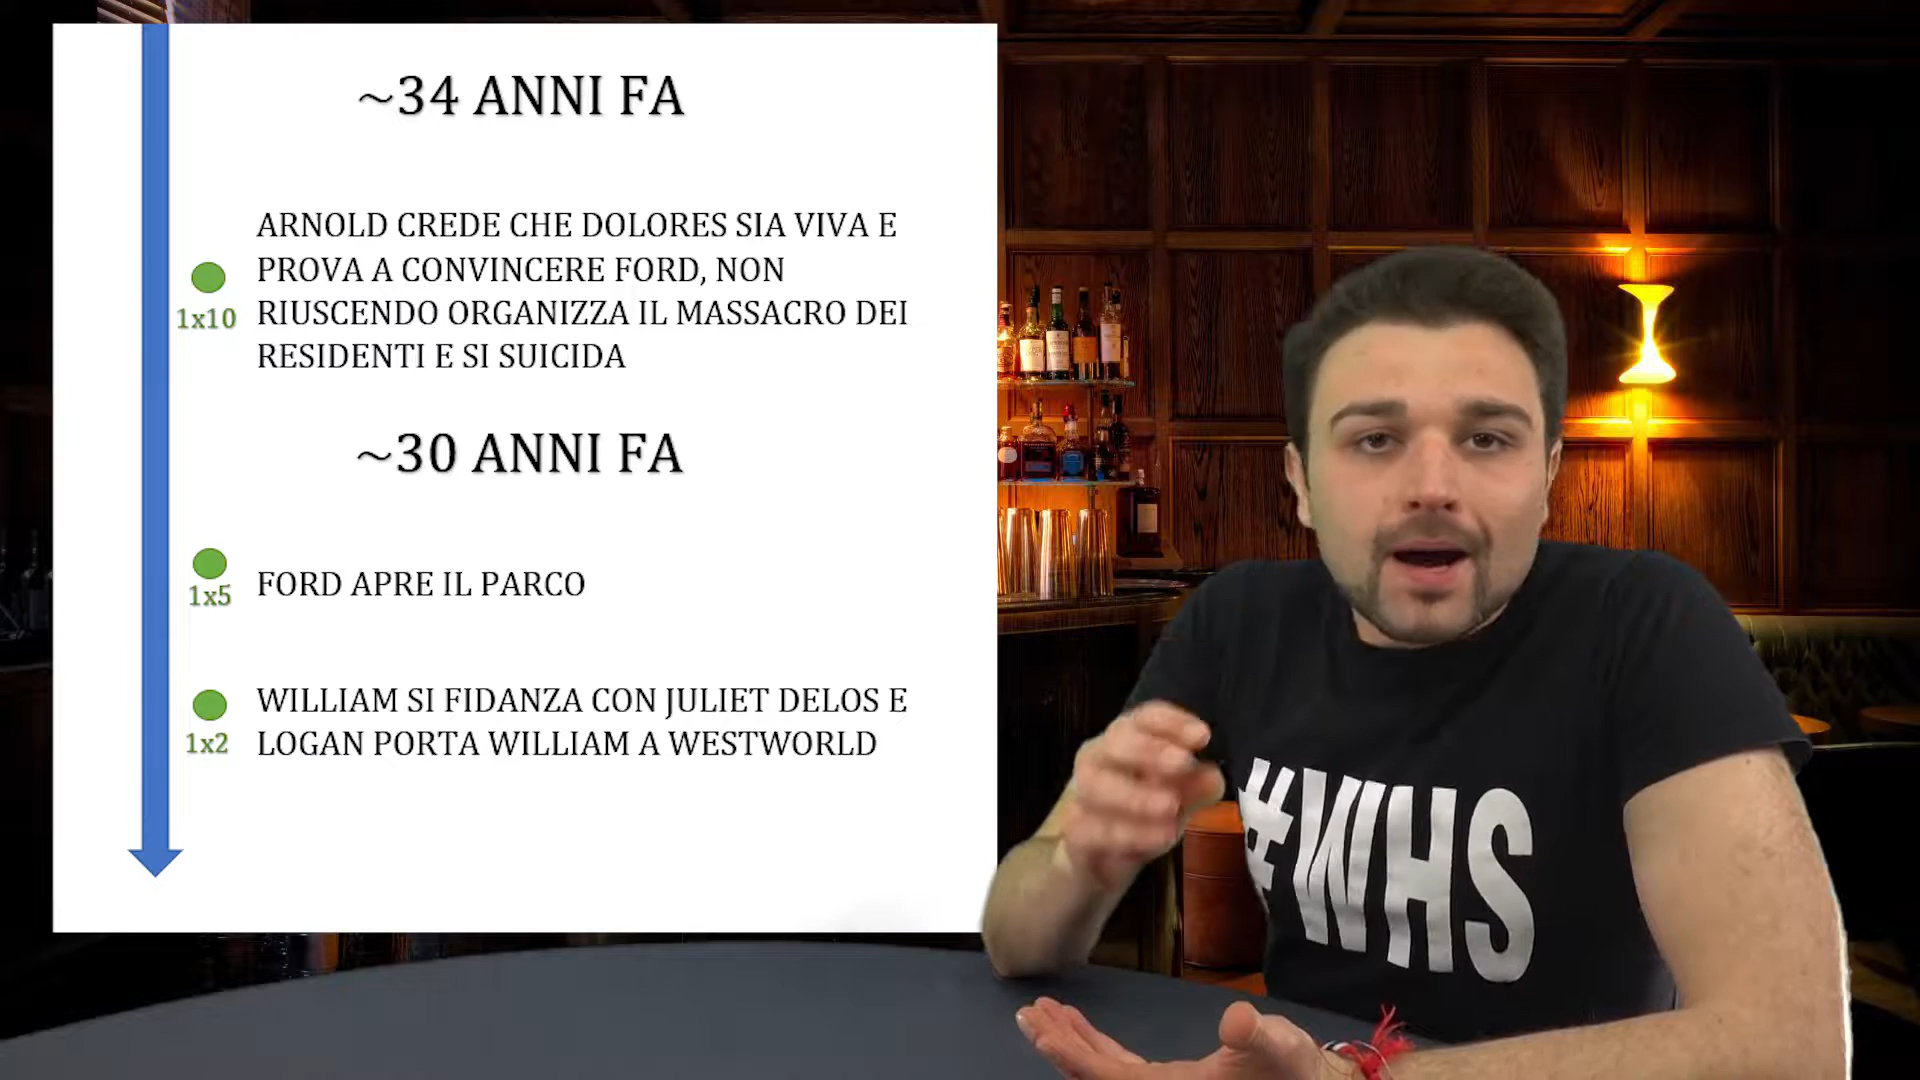 ~34 ANNI FA
ARNOLD CREDE CHE DOLORES SIA VIVA E
PROVA A CONVINCERE FORD, NON
RIUSCENDO ORGANIZZA IL MASSACRO DEI
RESIDENTI E SI SUICIDA
1x10
~30 ANNI FA
FORD APRE IL PARCO
1x5
WILLIAM SI FIDANZA CON JULIET DELOS E
LOGAN PORTA WILLIAM A WESTWORLD
1x2
#WHS